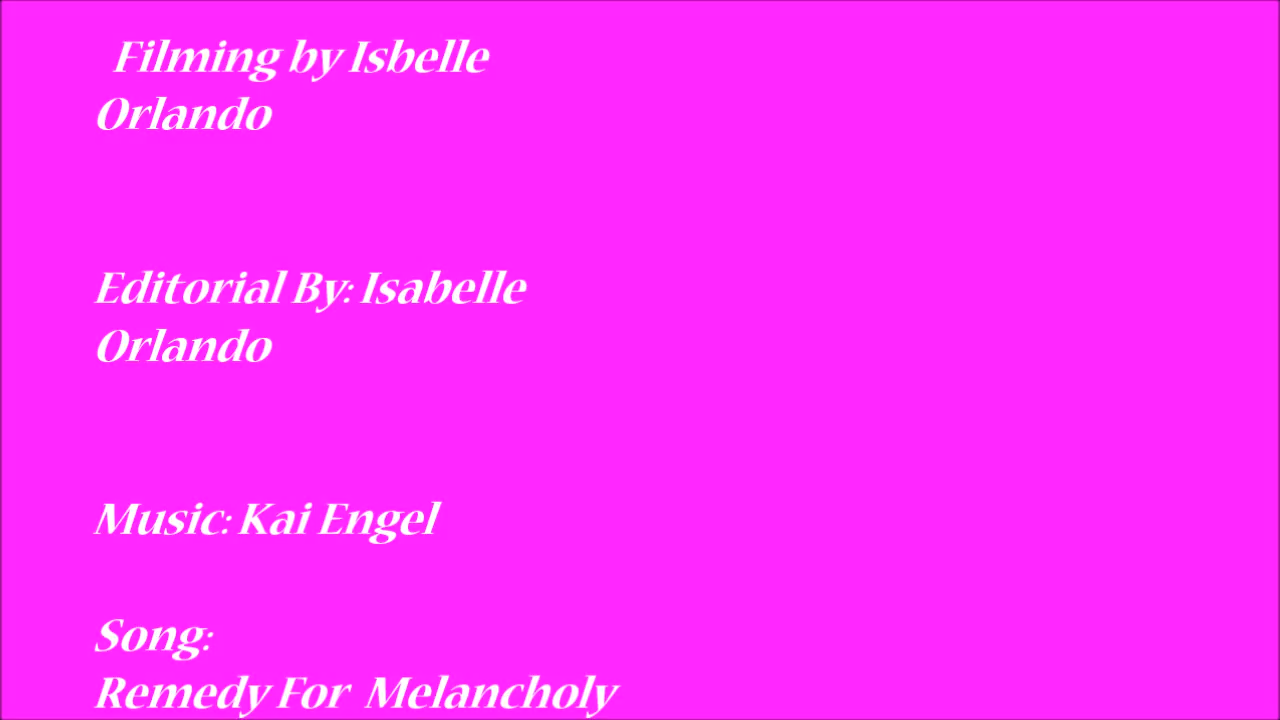 Filming by Isbelle
Orlando
Editorial By: Isabelle
Orlando
Music: Kai Engel
Song:
Remedy For Melancholy